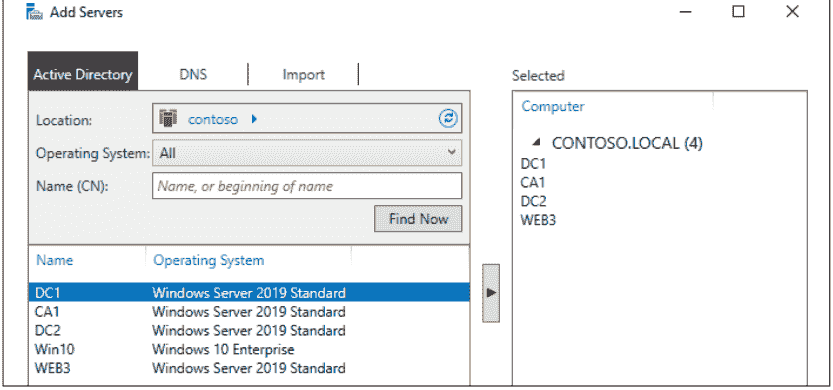 Add Servers
Active Directory DNS Import
Location: contoso
Operating System: All
Name (CN): Name, or beginning of name
Find Now
Name Operating System
DC1 Windows Server 2019 Standard
CA1 Windows Server 2019 Standard
DC2 Windows Server 2019 Standard
Win10 Windows 10 Enterprise
WEB3 Windows Server 2019 Standard
Selected
Computer
CONTOSO.LOCAL (4)
DC1
CA1
DC2
WEB3